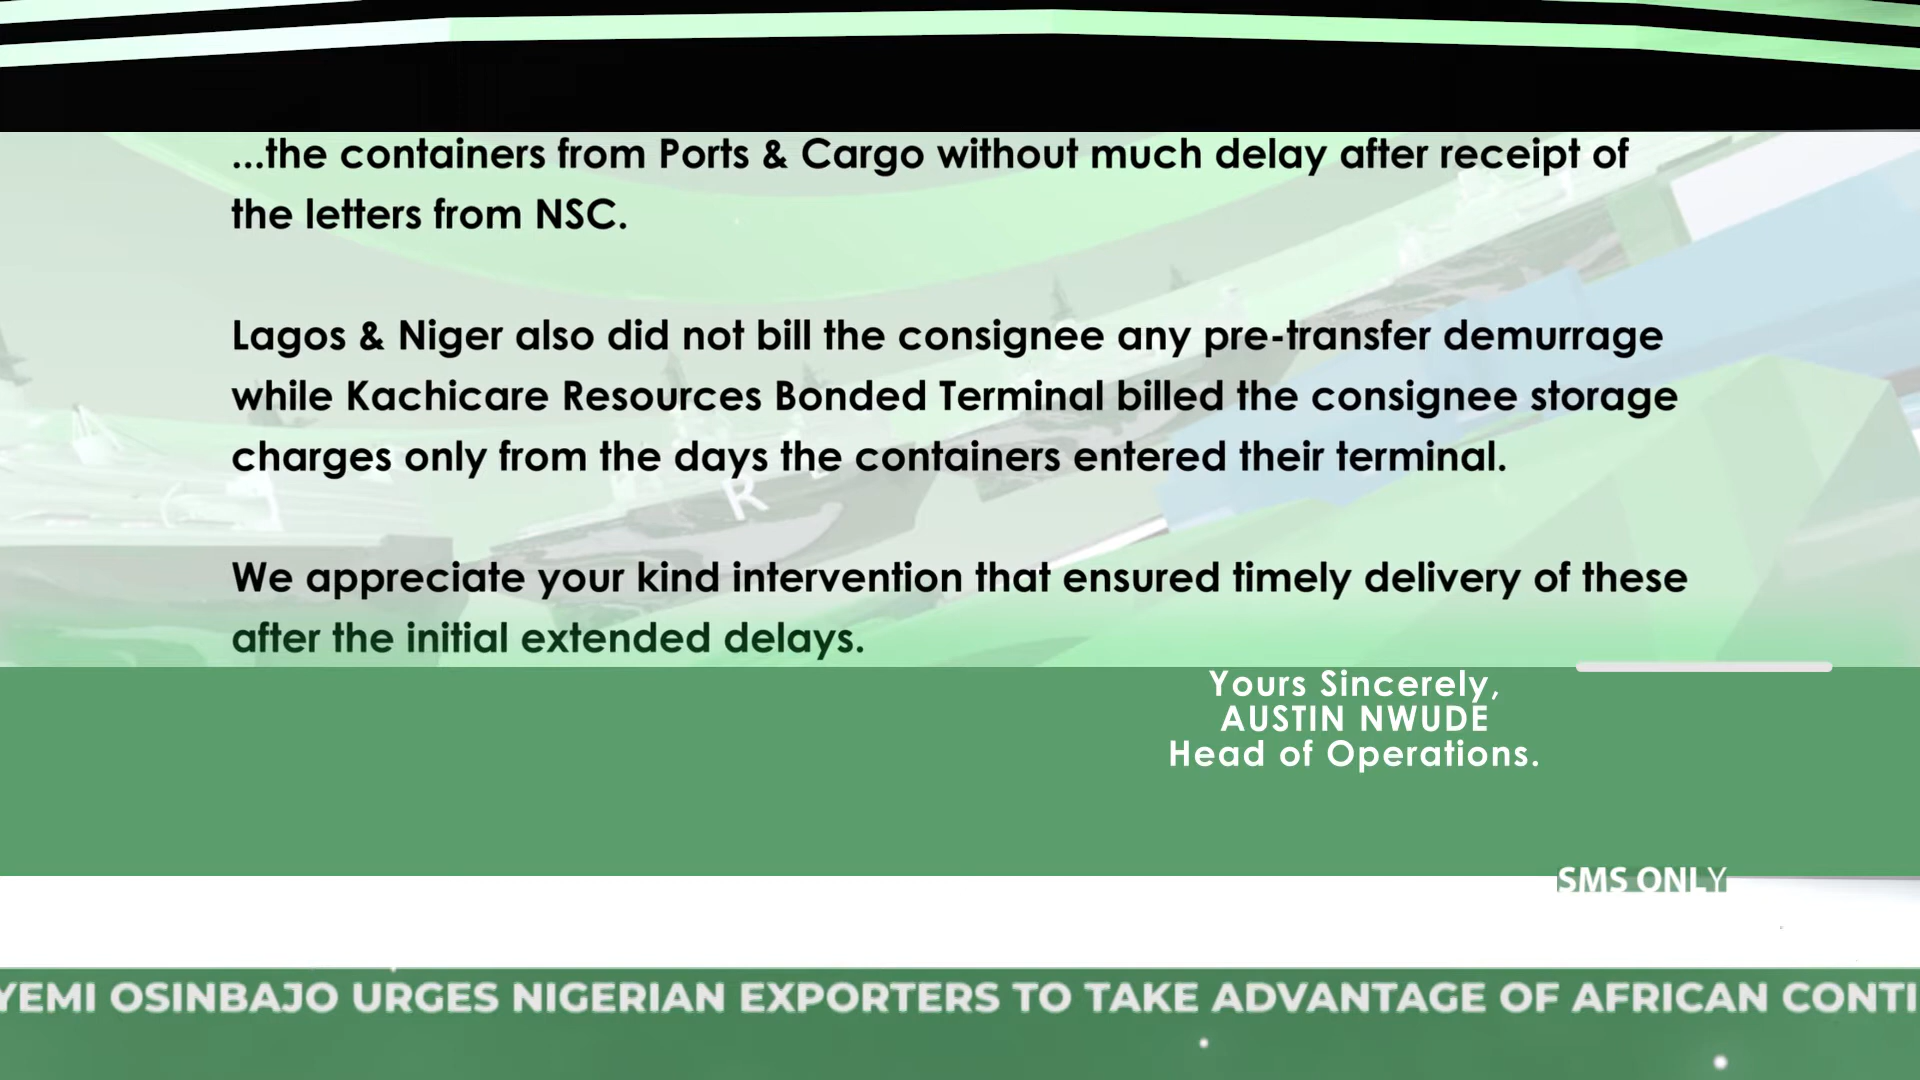 ...the containers from Ports & Cargo without much delay after receipt of
the letters from NSC.
Lagos & Niger also did not bill the consignee any pre-transfer demurrage
while Kachicare Resources Bonded Terminal billed the consignee storage
charges only from the days the containers entered their terminal.
We appreciate your kind intervention that ensured timely delivery of these
after the initial extended delays.
Yours Sincerely,
AUSTIN NWUDE
Head of Operations.
SMS ONLY
YEMI OSINBAJO URGES NIGERIAN EXPORTERS TO TAKE ADVANTAGE OF AFRICAN CONTI